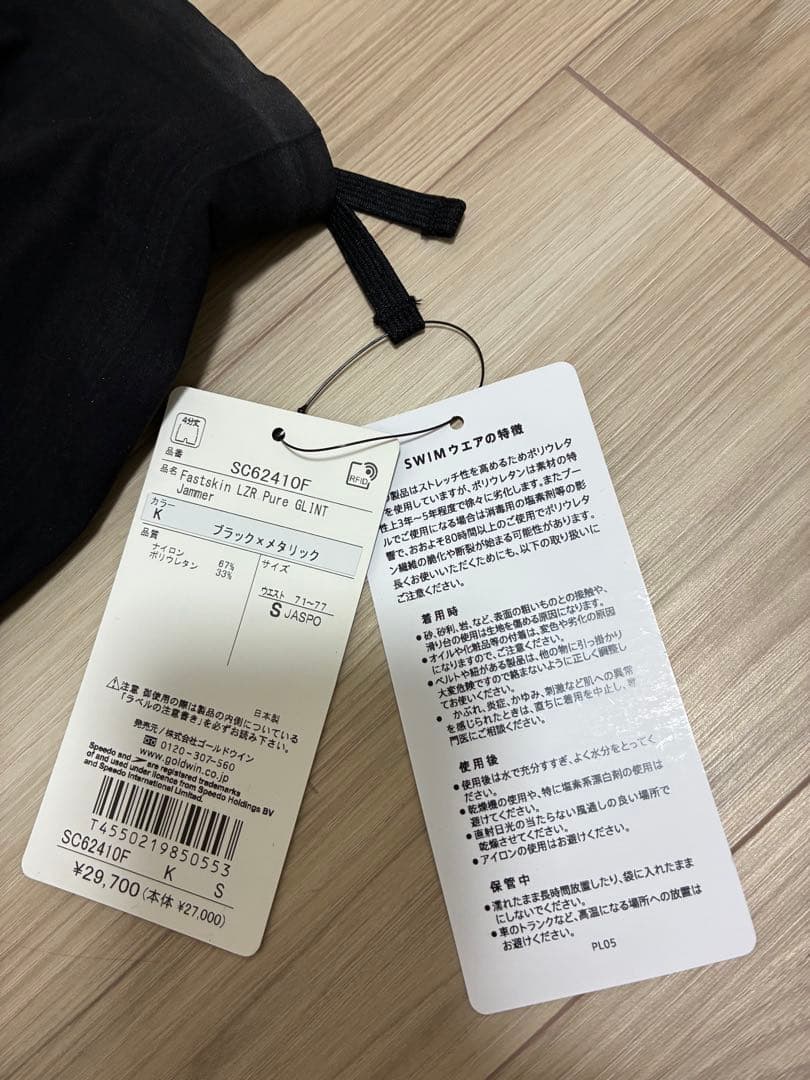 4分丈
品番
SC62410F
RFID
品名 Fastskin LZR Pure GLINT
Jammer
カラー
K ブラック×メタリック
品質
ナイロン 67%
ポリウレタン 33%
サイズ
ウエスト 71~77
S JASPO
⚠注意 御使用の際は製品の内側についている
「ラベルの注意書き」を必ずお読み下さい。
日本製
発売元/株式会社ゴールドウイン
0120-307-560
www.goldwin.co.jp
Speedo and are registered trademarks
of and used under licence from Speedo Holdings BV
and Speedo International Limited.
T4550219850553
SC62410F K S
¥29,700(本体 ¥27,000)
SWIMウエアの特徴
製品はストレッチ性を高めるためポリウレタ
を使用していますが、ポリウレタンは素材の特
性上3年~5年程度で徐々に劣化します。またプー
ルでご使用になる場合は消毒用の塩素剤等の影
響で、おおよそ80時間以上のご使用でポリウレタ
ン繊維の脆化や断裂が始まる可能性があります。
長くお使いいただくためにも、以下の取り扱いに
ご注意ください。
着用時
●砂、砂利、岩、など、表面の粗いものとの接触や、
滑り台の使用は生地を傷める原因になります。
●オイルや化粧品等の付着は、変色や劣化の原因
になりますので、ご注意ください。
●ベルトや紐がある製品は、他の物に引っ掛かり
大変危険ですので絡まないように正しく調整し
てお使いください。
● かぶれ、炎症、かゆみ、刺激など肌への異常
を感じられたときは、直ちに着用を中止し、専
門医にご相談ください。
使用後
●使用後は水で充分すすぎ、よく水分をとってく
ださい。
●乾燥機の使用や、特に塩素系漂白剤の使用は
避けてください。
●直射日光の当たらない風通しの良い場所で
乾燥させてください。
●アイロンの使用はお避けください。
保管中
●濡れたまま長時間放置したり、袋に入れたまま
にしないでください。
●車のトランクなど、高温になる場所への放置は
お避けください。
PL05